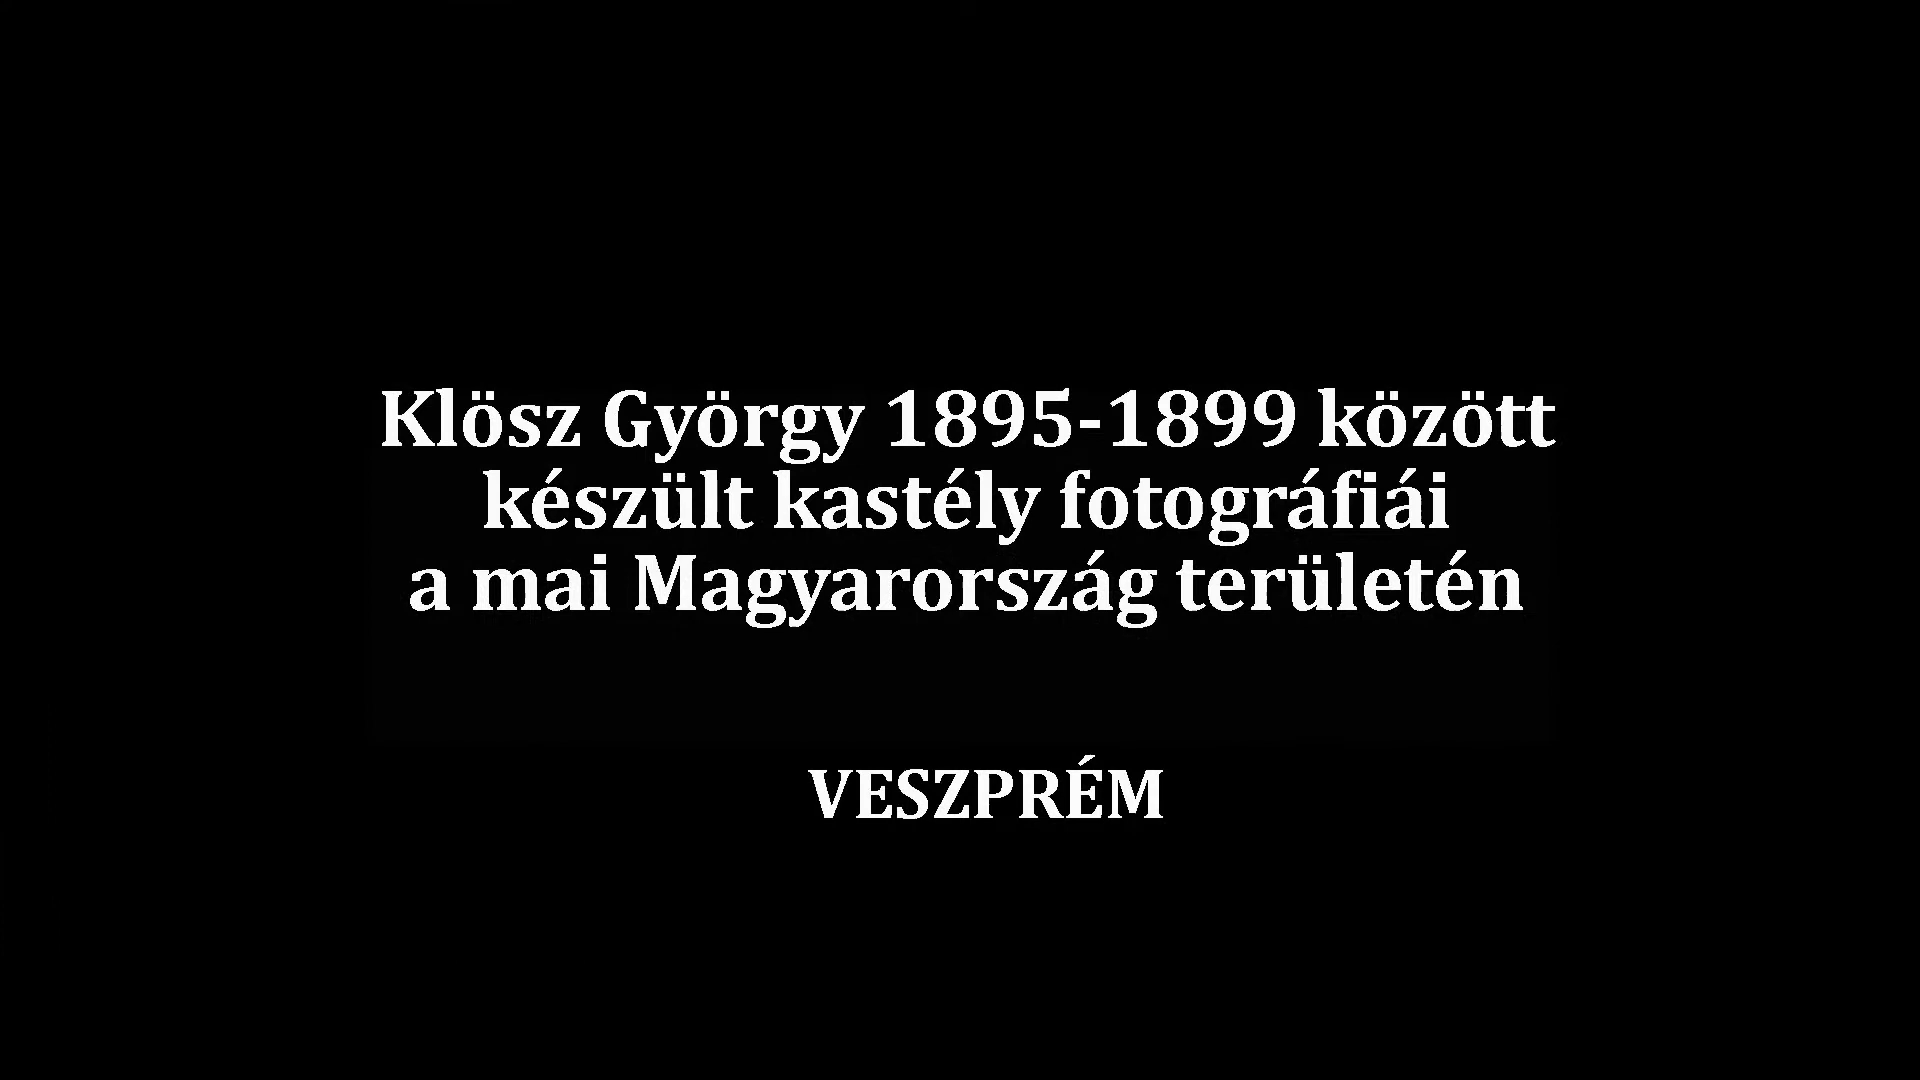 Klösz György 1895-1899 között
készült kastély fotográfiái
a mai Magyarország területén
VESZPRÉM